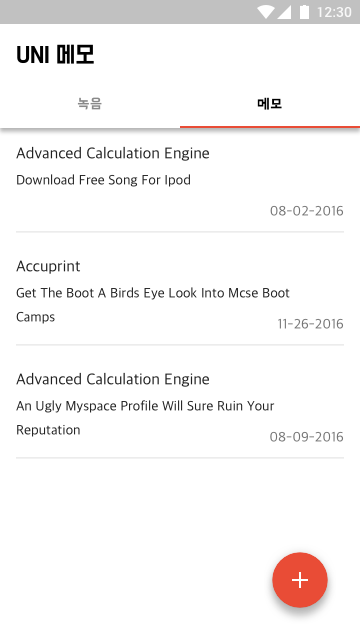 12:30
UNI 메모
녹음 메모
Advanced Calculation Engine
Download Free Song For Ipod
08-02-2016
Accuprint
Get The Boot A Birds Eye Look Into Mcse Boot
Camps
11-26-2016
Advanced Calculation Engine
An Ugly Myspace Profile Will Sure Ruin Your
Reputation
08-09-2016